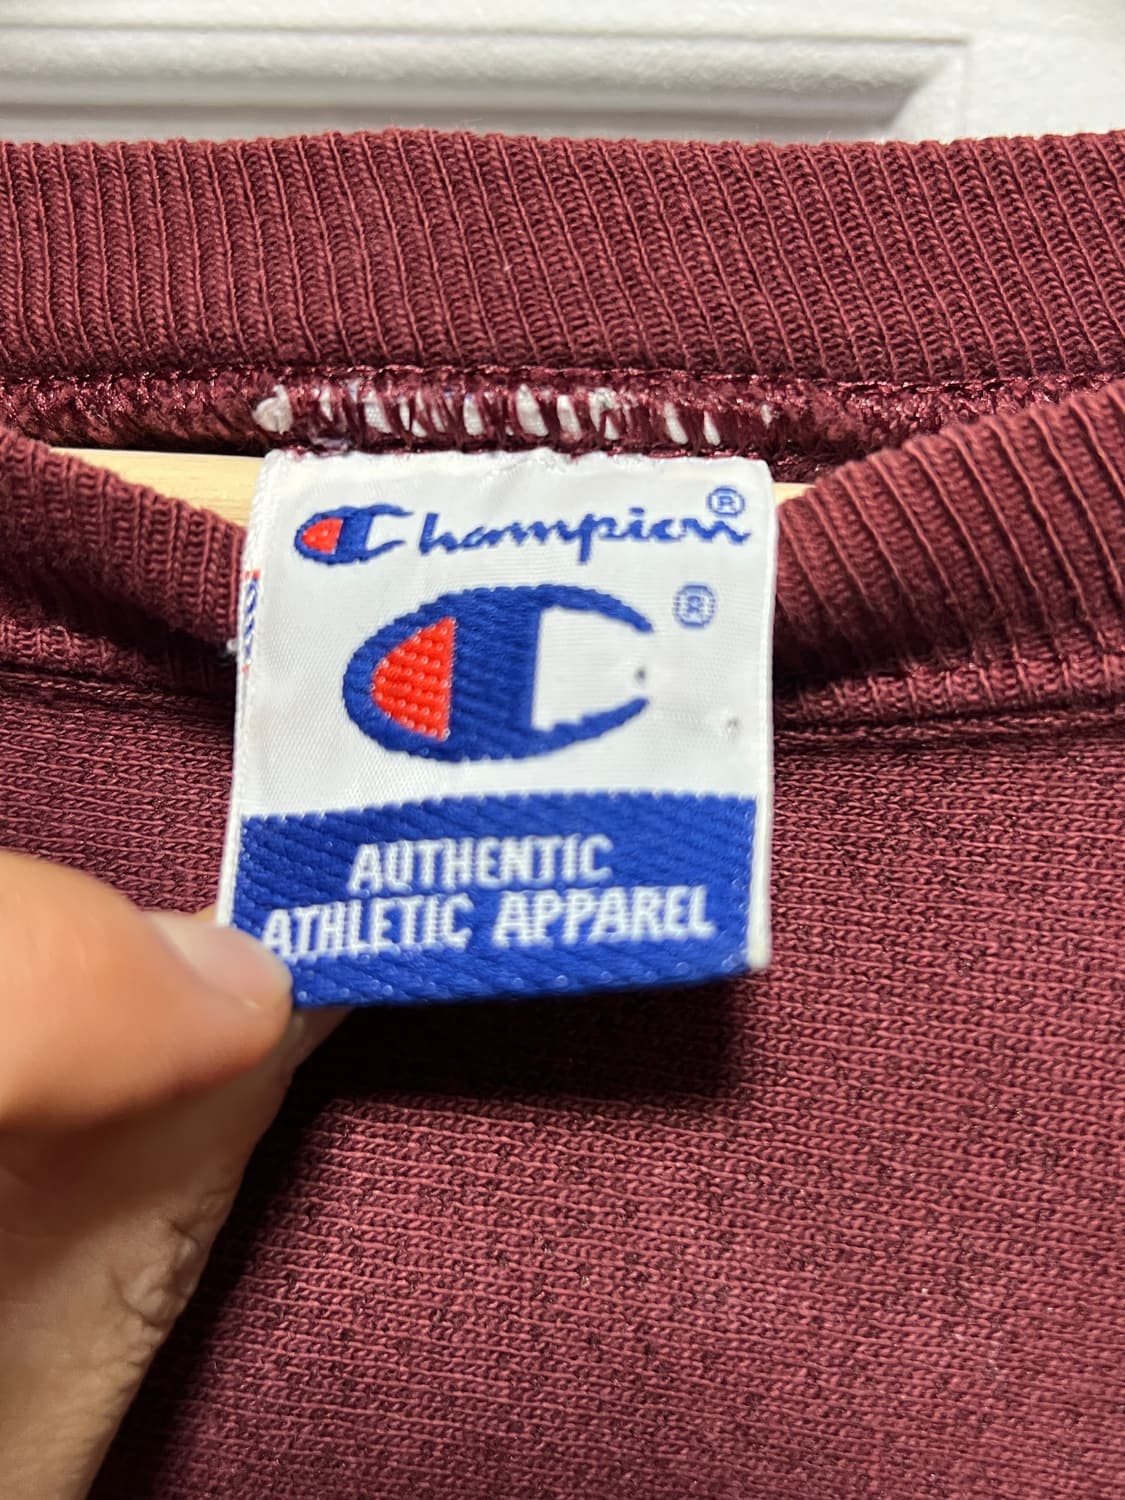 Champion®
®
AUTHENTIC
ATHLETIC APPAREL